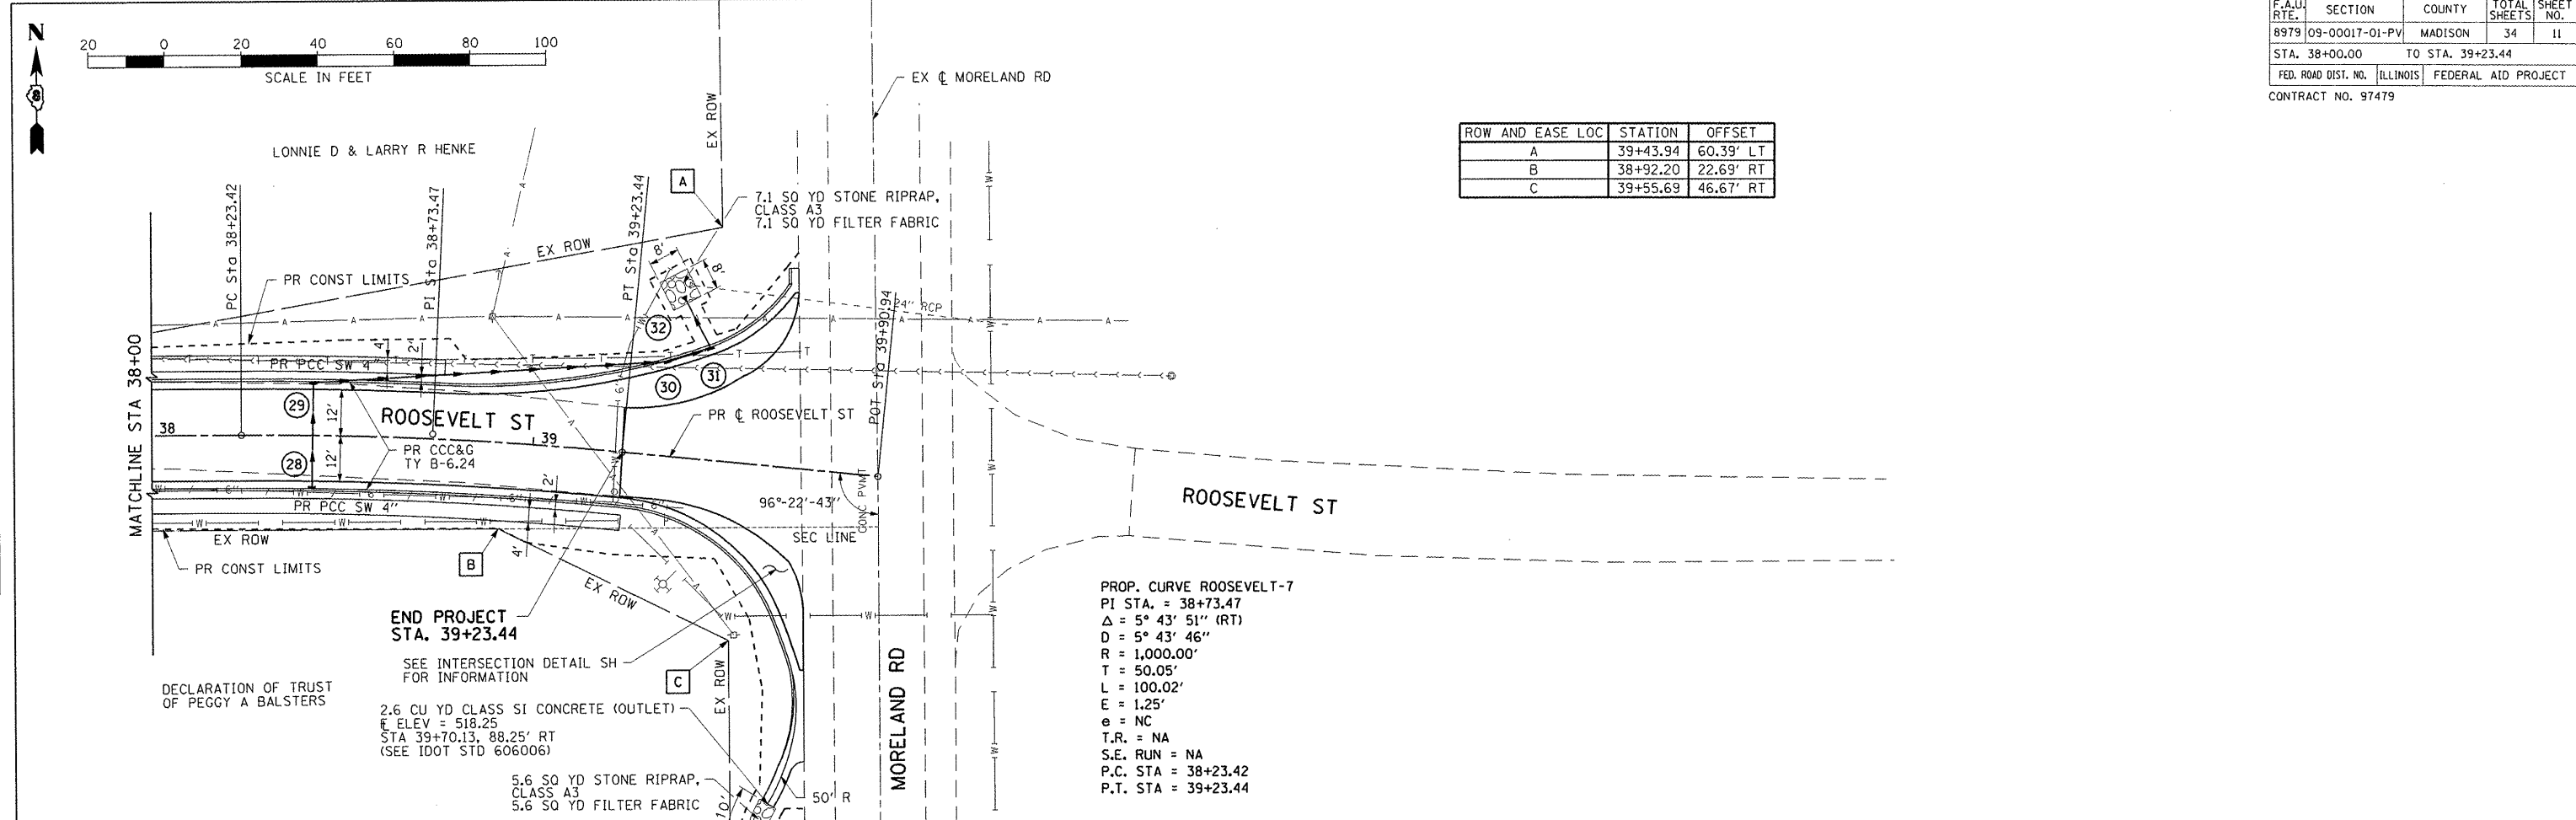 F.A.U. RTE. SECTION COUNTY TOTAL SHEETS SHEET NO.
8979 09-00017-01-PV MADISON 34 11
STA. 38+00.00 TO STA. 39+23.44
FED. ROAD DIST. NO. ILLINOIS FEDERAL AID PROJECT
CONTRACT NO. 97479
N
8
20 0 20 40 60 80 100
SCALE IN FEET
EX ℄ MORELAND RD
EX ROW
LONNIE D & LARRY R HENKE
ROW AND EASE LOC STATION OFFSET
A 39+43.94 60.39' LT
B 38+92.20 22.69' RT
C 39+55.69 46.67' RT
A
7.1 SQ YD STONE RIPRAP,
CLASS A3
7.1 SQ YD FILTER FABRIC
PC Sta 38+23.42
PI Sta 38+73.47
PT Sta 39+23.44
EX ROW
8'
8'
PR CONST LIMITS
24" RCP
POT Sta 39+90.94
32
4'
2'
PR PCC SW 4"
31
30
MATCHLINE STA 38+00
29
12'
ROOSEVELT ST
PR ℄ ROOSEVELT ST
38
39
PR CCC&G
TY B-6.24
28
12'
2'
PR PCC SW 4"
96°-22'-43"
CONC PVMT
ROOSEVELT ST
SEC LINE
EX ROW
4'
B
PR CONST LIMITS
EX ROW
END PROJECT
STA. 39+23.44
SEE INTERSECTION DETAIL SH
FOR INFORMATION
C
EX ROW
MORELAND RD
DECLARATION OF TRUST
OF PEGGY A BALSTERS
2.6 CU YD CLASS SI CONCRETE (OUTLET)
℄ ELEV = 518.25
STA 39+70.13, 88.25' RT
(SEE IDOT STD 606006)
5.6 SQ YD STONE RIPRAP,
CLASS A3
5.6 SQ YD FILTER FABRIC
10'
50' R
PROP. CURVE ROOSEVELT-7
PI STA. = 38+73.47
Δ = 5° 43' 51" (RT)
D = 5° 43' 46"
R = 1,000.00'
T = 50.05'
L = 100.02'
E = 1.25'
e = NC
T.R. = NA
S.E. RUN = NA
P.C. STA = 38+23.42
P.T. STA = 39+23.44